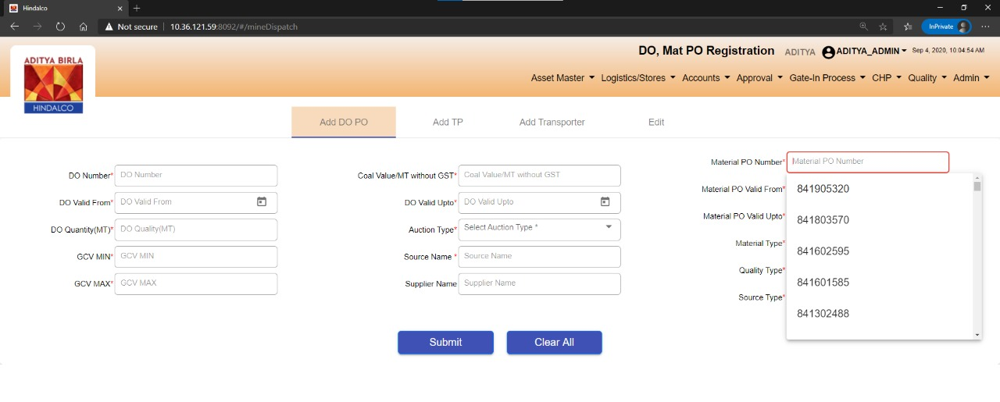 Hindalco
Not secure 10.36.121.59:8092/#/mineDispatch InPrivate
ADITYA BIRLA
HINDALCO
DO, Mat PO Registration ADITYA ADITYA_ADMIN Sep 4, 2020, 10:04:54 AM
Asset Master Logistics/Stores Accounts Approval Gate-In Process CHP Quality Admin
Add DO PO Add TP Add Transporter Edit
DO Number* DO Number
DO Valid From* DO Valid From
DO Quantity(MT)* DO Quality(MT)
GCV MIN* GCV MIN
GCV MAX* GCV MAX
Coal Value/MT without GST* Coal Value/MT without GST
DO Valid Upto* DO Valid Upto
Auction Type* Select Auction Type *
Source Name * Source Name
Supplier Name Supplier Name
Material PO Number* Material PO Number
Material PO Valid From*
Material PO Valid Upto*
Material Type*
Quality Type*
Source Type*
841905320
841803570
841602595
841601585
841302488
Submit Clear All